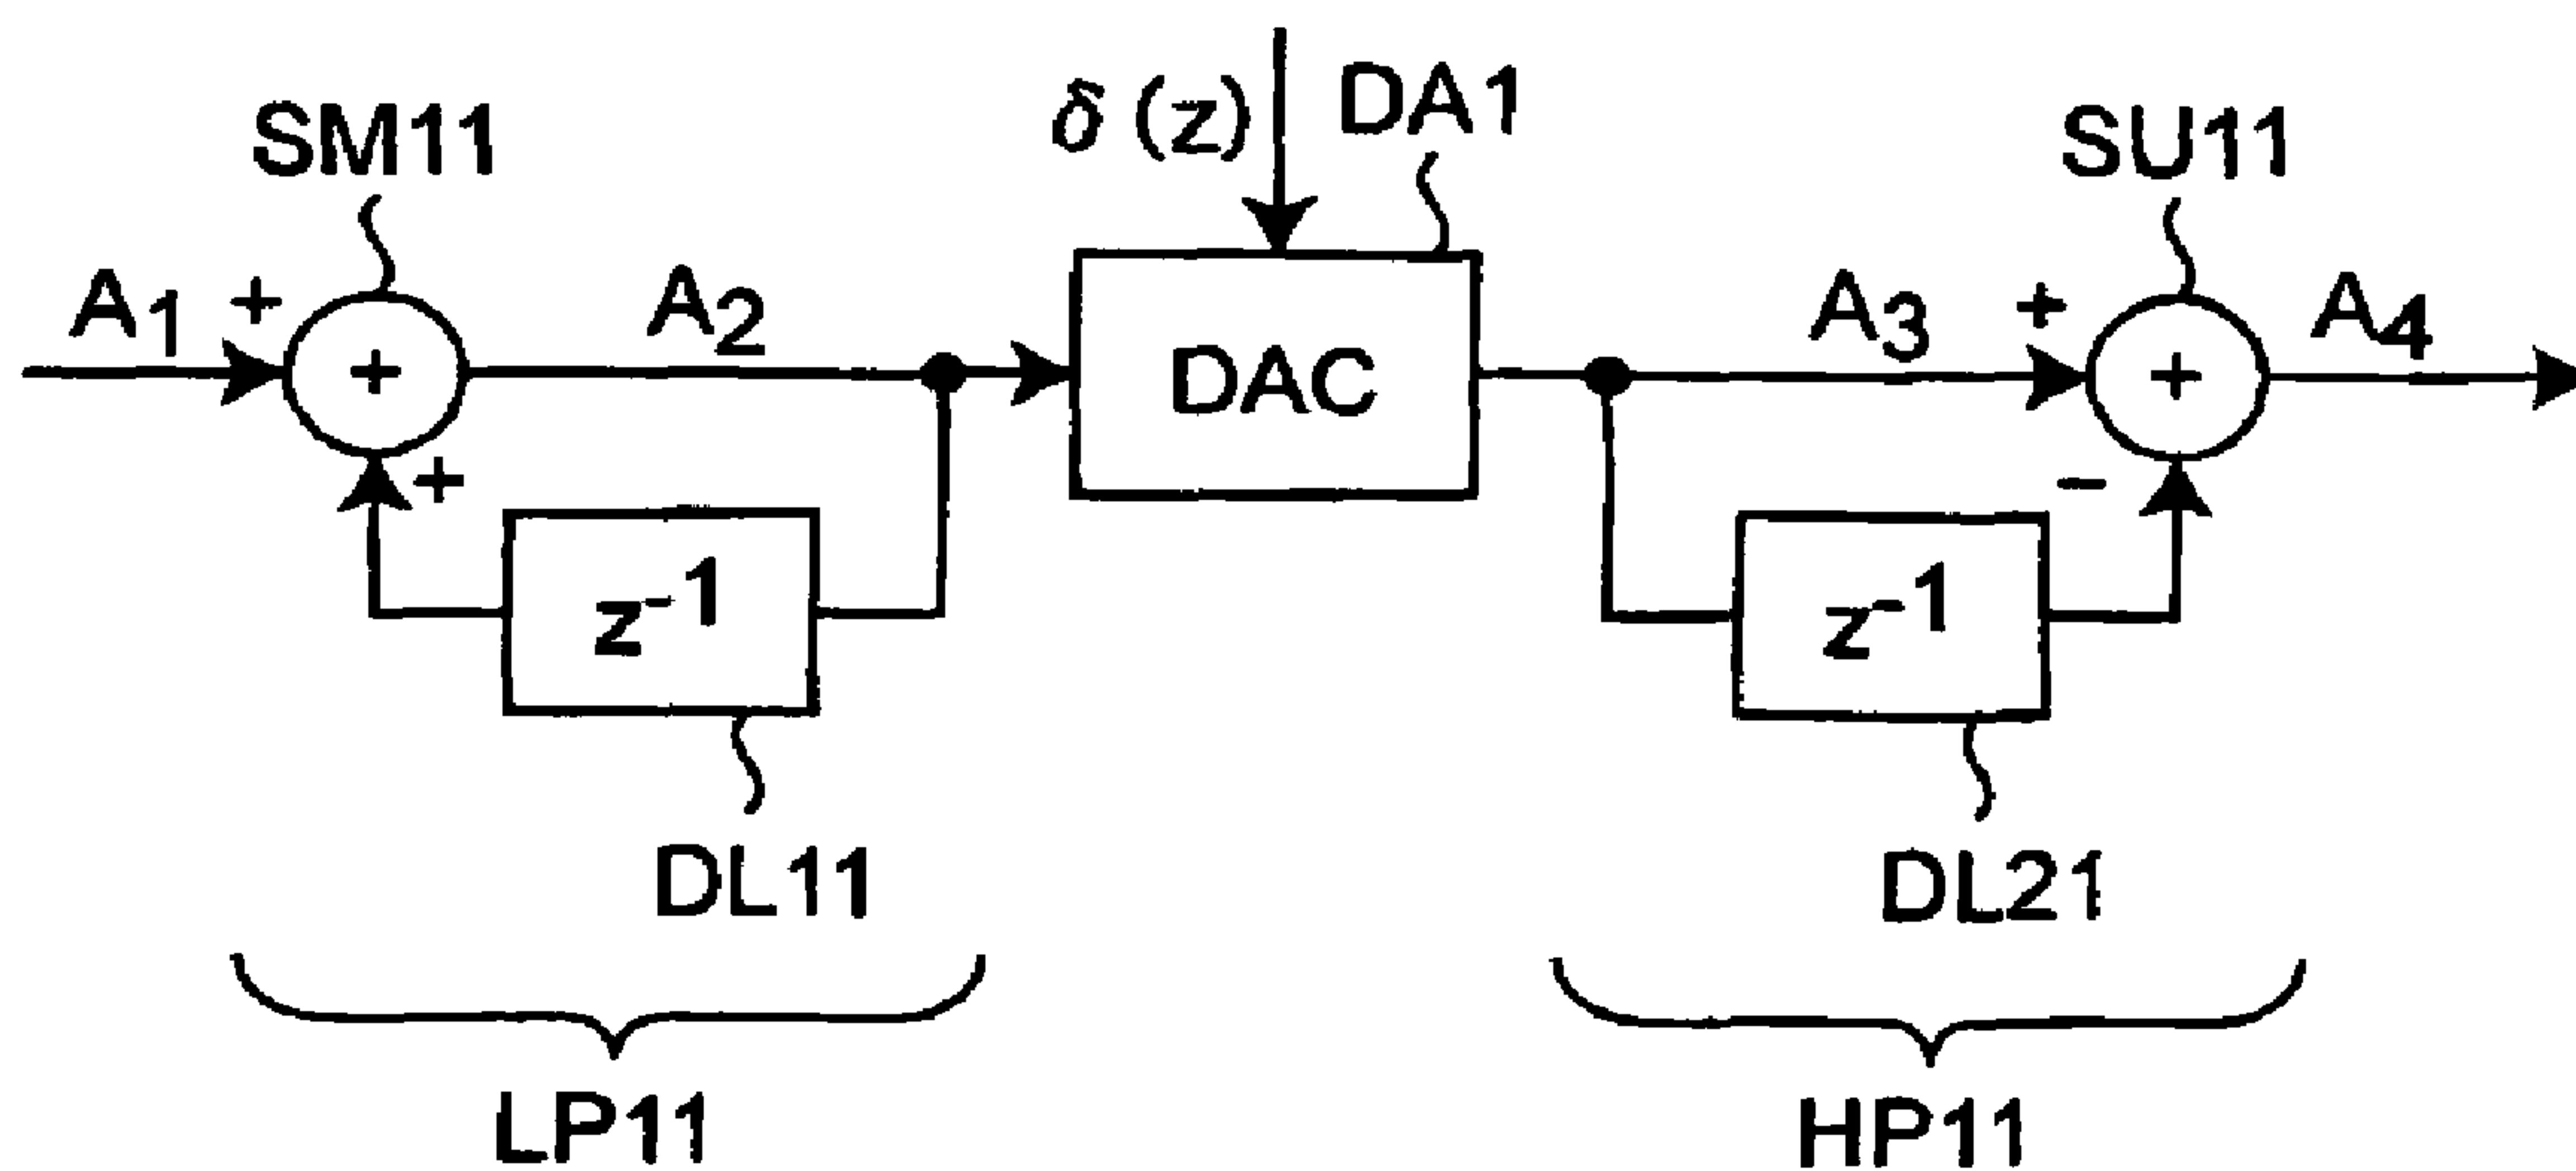 δ (z) DA1
SM11 SU11
A1 + A2 A3 + A4
+ DAC +
+ −
z-1 z-1
DL11 DL21
LP11 HP11